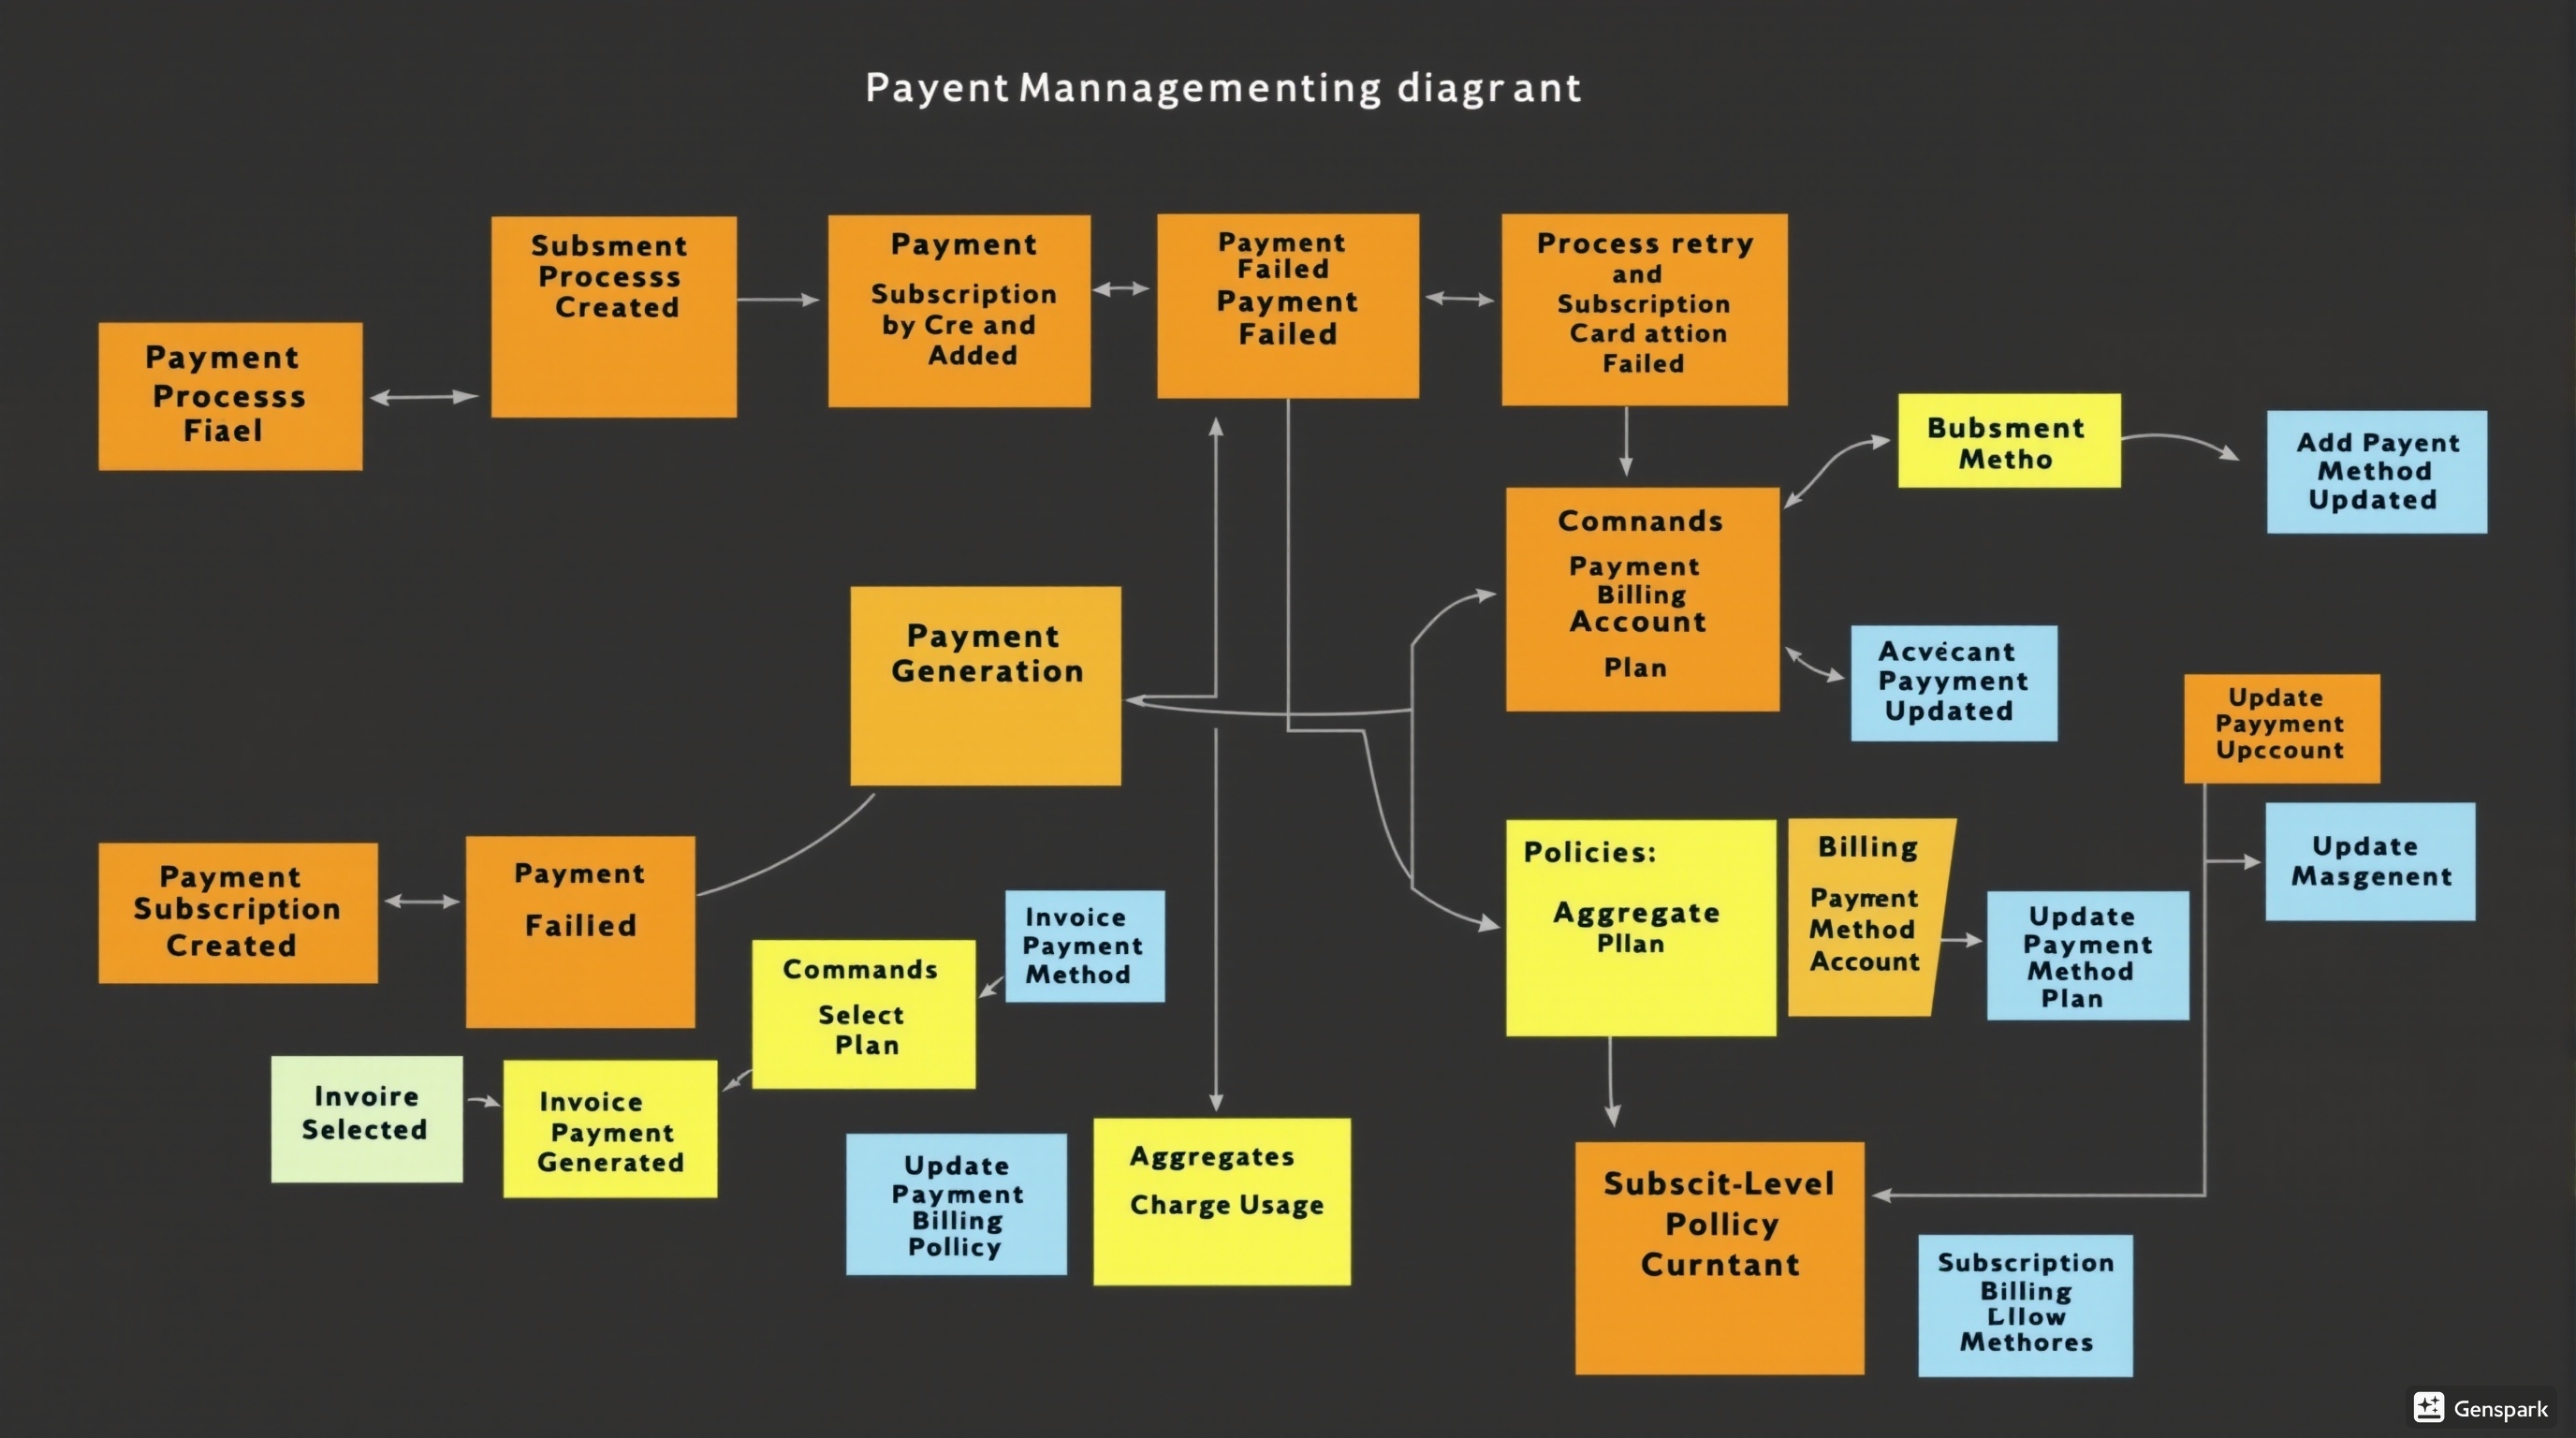 Payent Mannagementing diagrant
Payment
Processs
Fiael
Subsment
Processs
Created
Payment
Subscription
by Cre and
Added
Payment
Failed
Payment
Failed
Process retry
and
Subscription
Card attion
Failed
Bubsment
Metho
Add Payent
Method
Updated
Comnands
Payment
Billing
Account
Plan
Acvécant
Payyment
Updated
Payment
Generation
Update
Payyment
Upccount
Update
Masgenent
Payment
Subscription
Created
Payment
Failied
Invoice
Payment
Method
Commands
Select
Plan
Policies:
Aggregate
Pllan
Billing
Payment
Method
Account
Update
Payment
Method
Plan
Invoire
Selected
Invoice
Payment
Generated
Update
Payment
Billing
Pollicy
Aggregates
Charge Usage
Subscit-Level
Pollicy
Curntant
Subscription
Billing
Lllow
Methores
Genspark